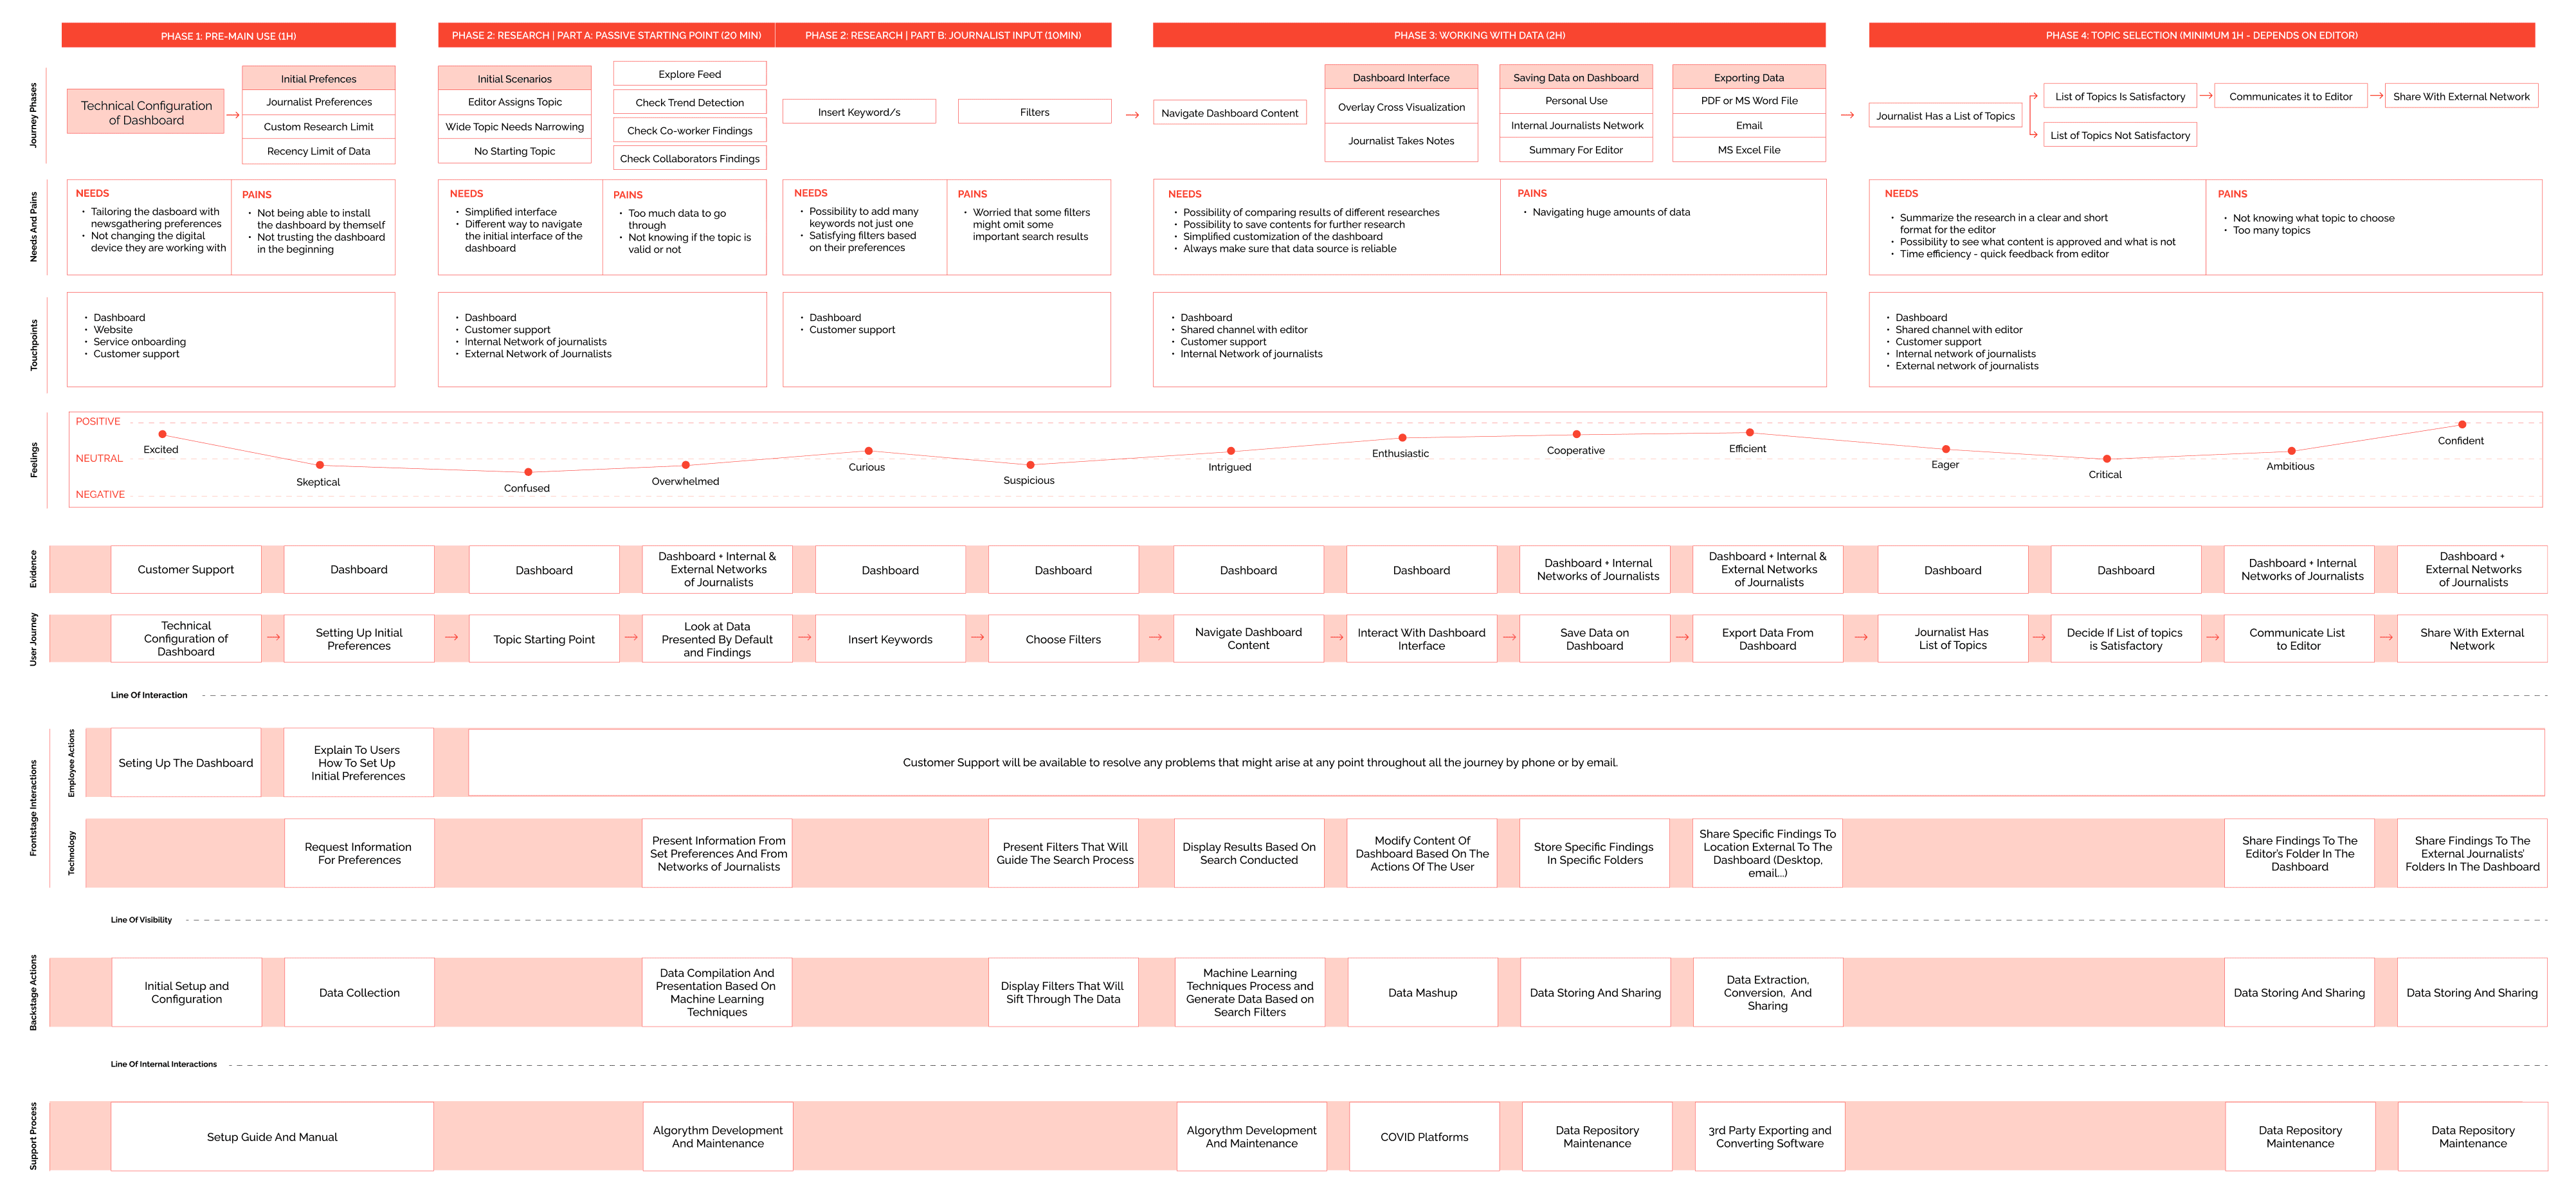 PHASE 1: PRE-MAIN USE (1H)
PHASE 2: RESEARCH | PART A: PASSIVE STARTING POINT (20 MIN)
PHASE 2: RESEARCH | PART B: JOURNALIST INPUT (10MIN)
PHASE 3: WORKING WITH DATA (2H)
PHASE 4: TOPIC SELECTION (MINIMUM 1H - DEPENDS ON EDITOR)
Journey Phases
Technical Configuration
of Dashboard
Initial Prefences
Journalist Preferences
Custom Research Limit
Recency Limit of Data
Initial Scenarios
Editor Assigns Topic
Wide Topic Needs Narrowing
No Starting Topic
Explore Feed
Check Trend Detection
Check Co-worker Findings
Check Collaborators Findings
Insert Keyword/s
Filters
Navigate Dashboard Content
Dashboard Interface
Overlay Cross Visualization
Journalist Takes Notes
Saving Data on Dashboard
Personal Use
Internal Journalists Network
Summary For Editor
Exporting Data
PDF or MS Word File
Email
MS Excel File
Journalist Has a List of Topics
List of Topics Is Satisfactory
List of Topics Not Satisfactory
Communicates it to Editor
Share With External Network
Needs And Pains
NEEDS
• Tailoring the dasboard with
newsgathering preferences
• Not changing the digital
device they are working with
PAINS
• Not being able to install
the dashboard by themself
• Not trusting the dashboard
in the beginning
NEEDS
• Simplified interface
• Different way to navigate
the initial interface of the
dashboard
PAINS
• Too much data to go
through
• Not knowing if the topic is
valid or not
NEEDS
• Possibility to add many
keywords not just one
• Satisfying filters based
on their preferences
PAINS
• Worried that some filters
might omit some
important search results
NEEDS
• Possibility of comparing results of different researches
• Possibility to save contents for further research
• Simplified customization of the dashboard
• Always make sure that data source is reliable
PAINS
• Navigating huge amounts of data
NEEDS
• Summarize the research in a clear and short
format for the editor
• Possibility to see what content is approved and what is not
• Time efficiency - quick feedback from editor
PAINS
• Not knowing what topic to choose
• Too many topics
Touchpoints
• Dashboard
• Website
• Service onboarding
• Customer support
• Dashboard
• Customer support
• Internal Network of journalists
• External Network of Journalists
• Dashboard
• Customer support
• Dashboard
• Shared channel with editor
• Customer support
• Internal Network of journalists
• Dashboard
• Shared channel with editor
• Customer support
• Internal network of journalists
• External network of journalists
Feelings
POSITIVE
NEUTRAL
NEGATIVE
Excited
Skeptical
Confused
Overwhelmed
Curious
Suspicious
Intrigued
Enthusiastic
Cooperative
Efficient
Eager
Critical
Ambitious
Confident
Evidence
Customer Support
Dashboard
Dashboard
Dashboard + Internal &
External Networks
of Journalists
Dashboard
Dashboard
Dashboard
Dashboard
Dashboard + Internal
Networks of Journalists
Dashboard + Internal &
External Networks
of Journalists
Dashboard
Dashboard
Dashboard + Internal
Networks of Journalists
Dashboard +
External Networks
of Journalists
User Journey
Technical
Configuration of
Dashboard
Setting Up Initial
Preferences
Topic Starting Point
Look at Data
Presented By Default
and Findings
Insert Keywords
Choose Filters
Navigate Dashboard
Content
Interact With Dashboard
Interface
Save Data on
Dashboard
Export Data From
Dashboard
Journalist Has
List of Topics
Decide If List of topics
is Satisfactory
Communicate List
to Editor
Share With External
Network
Line Of Interaction
Frontstage Interactions
Employee Actions
Seting Up The Dashboard
Explain To Users
How To Set Up
Initial Preferences
Customer Support will be available to resolve any problems that might arise at any point throughout all the journey by phone or by email.
Technology
Request Information
For Preferences
Present Information From
Set Preferences And From
Networks of Journalists
Present Filters That Will
Guide The Search Process
Display Results Based On
Search Conducted
Modify Content Of
Dashboard Based On The
Actions Of The User
Store Specific Findings
In Specific Folders
Share Specific Findings To
Location External To The
Dashboard (Desktop,
email...)
Share Findings To The
Editor's Folder In The
Dashboard
Share Findings To The
External Journalists'
Folders In The Dashboard
Line Of Visibility
Backstage Actions
Initial Setup and
Configuration
Data Collection
Data Compilation And
Presentation Based On
Machine Learning
Techniques
Display Filters That Will
Sift Through The Data
Machine Learning
Techniques Process and
Generate Data Based on
Search Filters
Data Mashup
Data Storing And Sharing
Data Extraction,
Conversion, And
Sharing
Data Storing And Sharing
Data Storing And Sharing
Line Of Internal Interactions
Support Process
Setup Guide And Manual
Algorythm Development
And Maintenance
Algorythm Development
And Maintenance
COVID Platforms
Data Repository
Maintenance
3rd Party Exporting and
Converting Software
Data Repository
Maintenance
Data Repository
Maintenance